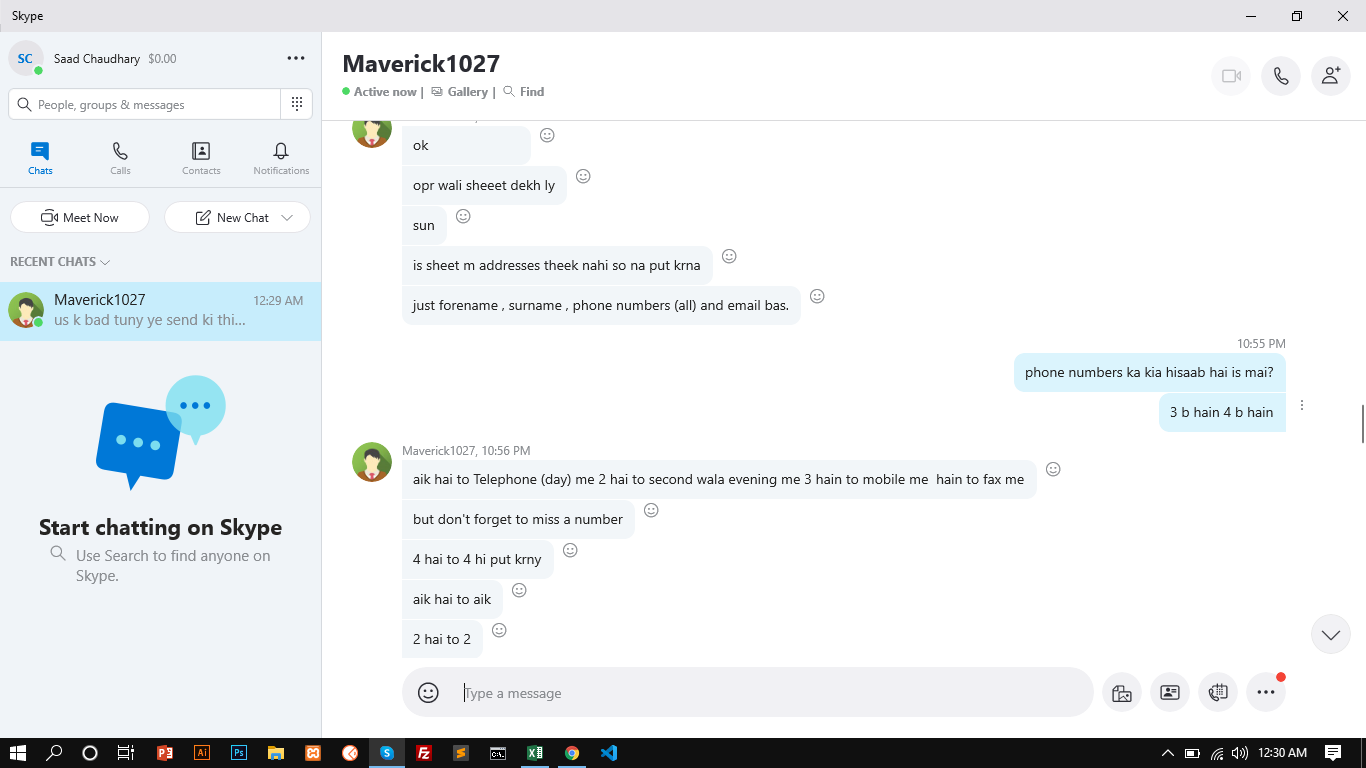 Skype
SC
Saad Chaudhary $0.00
People, groups & messages
Chats
Calls
Contacts
Notifications
Meet Now
New Chat
RECENT CHATS
Maverick1027
12:29 AM
us k bad tuny ye send ki thi...
Start chatting on Skype
Use Search to find anyone on
Skype.
Maverick1027
Active now | Gallery | Find
ok
opr wali sheeet dekh ly
sun
is sheet m addresses theek nahi so na put krna
just forename , surname , phone numbers (all) and email bas.
10:55 PM
phone numbers ka kia hisaab hai is mai?
3 b hain 4 b hain
Maverick1027, 10:56 PM
aik hai to Telephone (day) me 2 hai to second wala evening me 3 hain to mobile me hain to fax me
but don't forget to miss a number
4 hai to 4 hi put krny
aik hai to aik
2 hai to 2
Type a message
Ai
Ps
12:30 AM